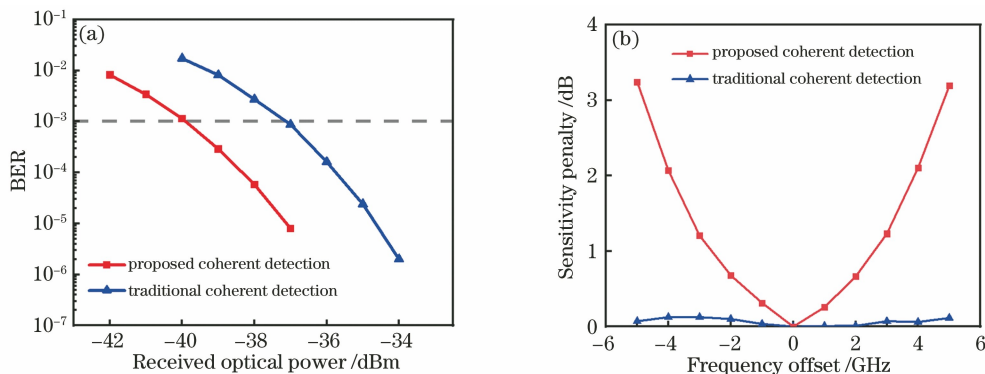 (a)
10⁻¹
10⁻²
10⁻³
10⁻⁴
10⁻⁵
10⁻⁶
10⁻⁷
BER
proposed coherent detection
traditional coherent detection
−42 −40 −38 −36 −34
Received optical power /dBm
(b)
4
3
2
1
0
Sensitivity penalty /dB
proposed coherent detection
traditional coherent detection
−6 −4 −2 0 2 4 6
Frequency offset /GHz